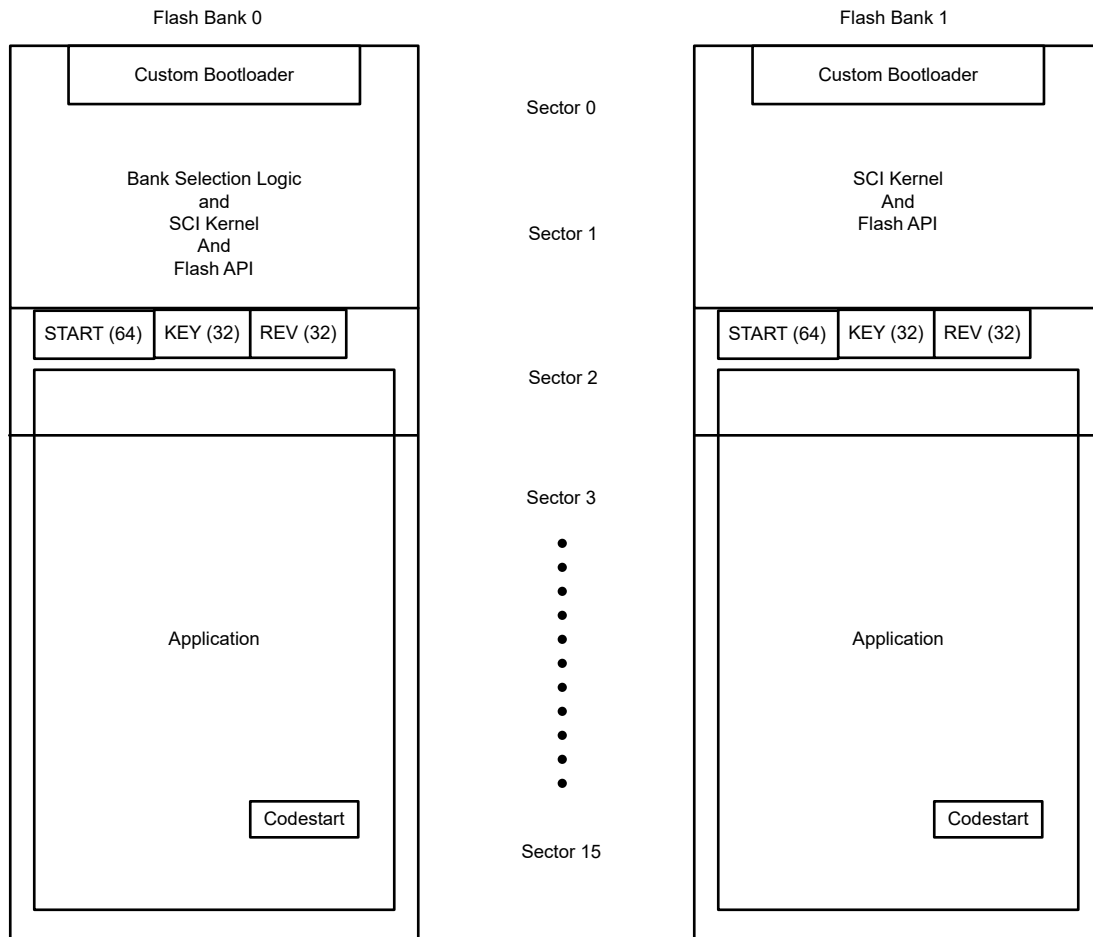 Flash Bank 0
Flash Bank 1
Custom Bootloader
Custom Bootloader
Sector 0
Bank Selection Logic
and
SCI Kernel
And
Flash API
Sector 1
SCI Kernel
And
Flash API
START (64)
KEY (32)
REV (32)
START (64)
KEY (32)
REV (32)
Sector 2
Sector 3
Application
Application
Codestart
Codestart
Sector 15